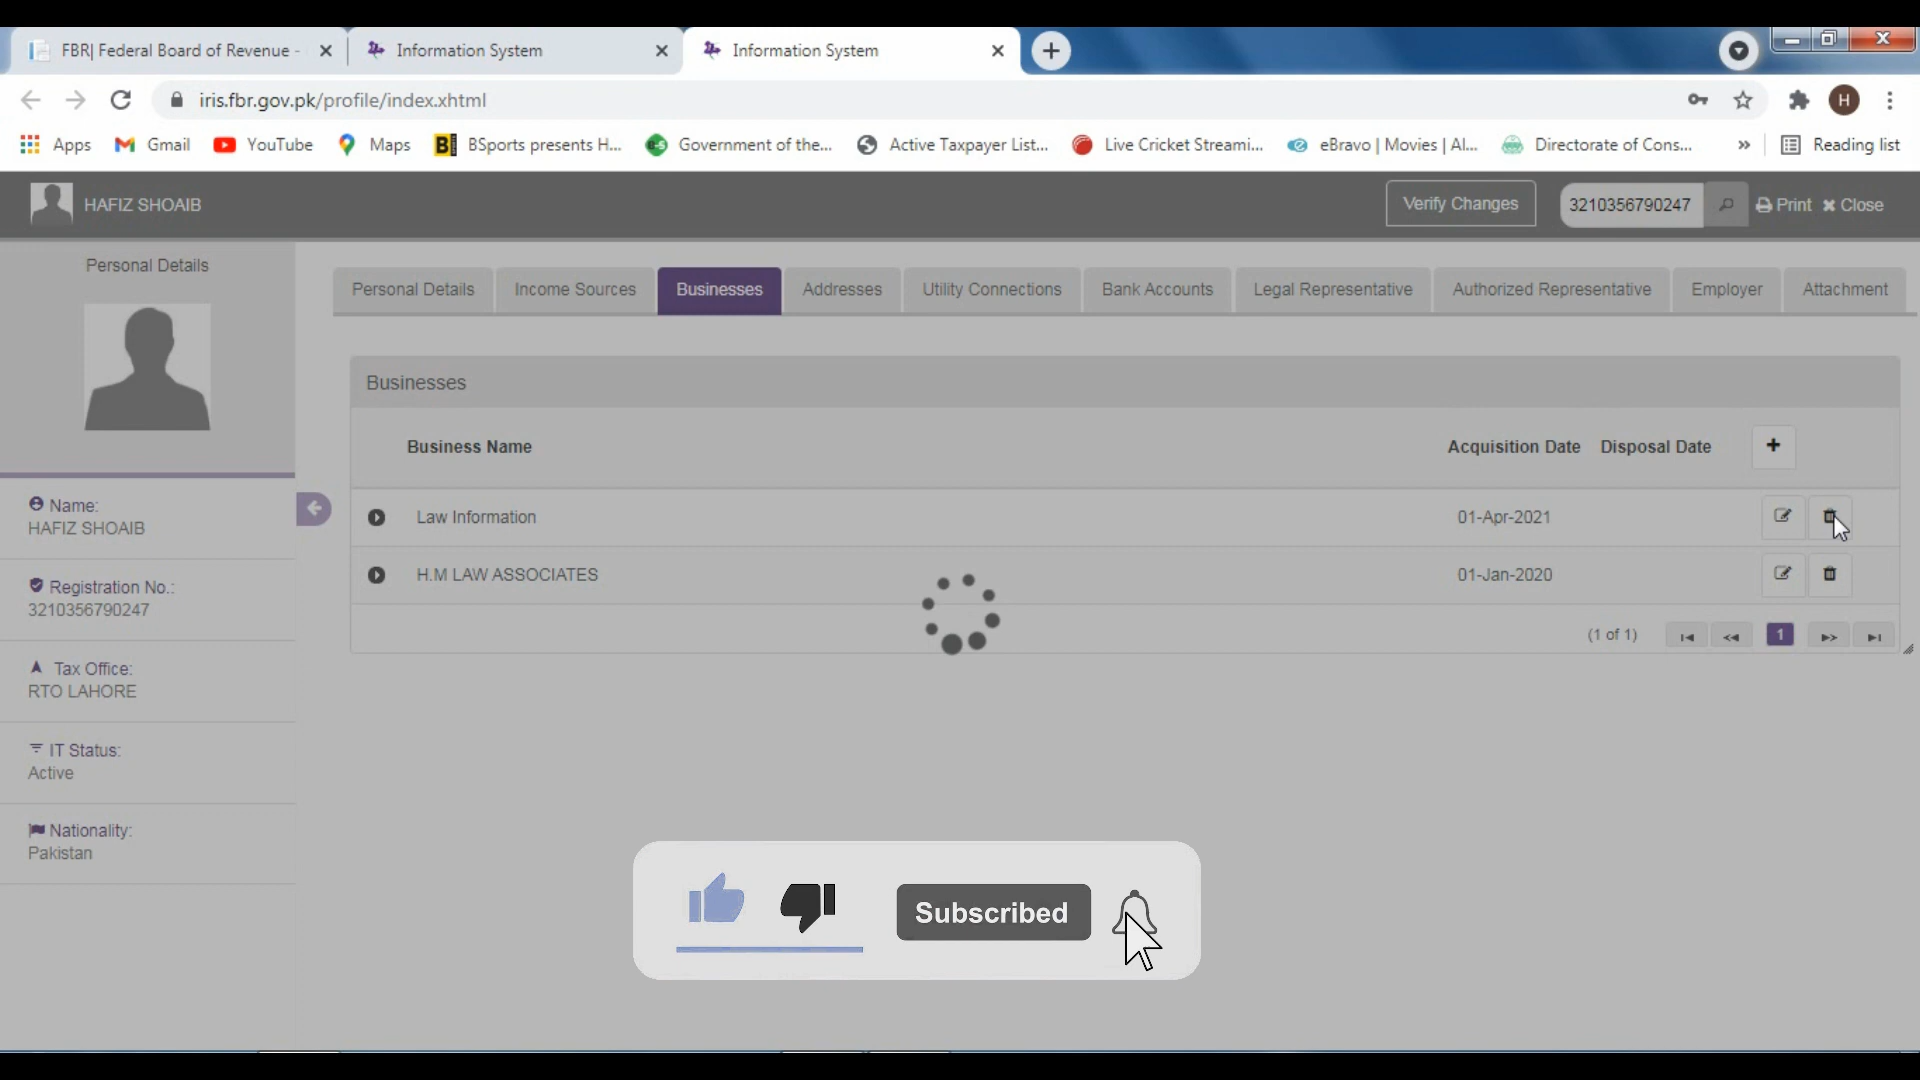 FBR| Federal Board of Revenue -
Information System
Information System
iris.fbr.gov.pk/profile/index.xhtml
H
Apps
Gmail
YouTube
Maps
BSports presents H...
Government of the...
Active Taxpayer List...
Live Cricket Streami...
eBravo | Movies | Al...
Directorate of Cons...
»
Reading list
HAFIZ SHOAIB
Verify Changes
3210356790247
Print
Close
Personal Details
Personal Details
Income Sources
Businesses
Addresses
Utility Connections
Bank Accounts
Legal Representative
Authorized Representative
Employer
Attachment
Name:
HAFIZ SHOAIB
Registration No.:
3210356790247
Tax Office:
RTO LAHORE
IT Status:
Active
Nationality:
Pakistan
Businesses
Business Name Acquisition Date Disposal Date
Law Information 01-Apr-2021
H.M LAW ASSOCIATES 01-Jan-2020
(1 of 1) 1
Subscribed